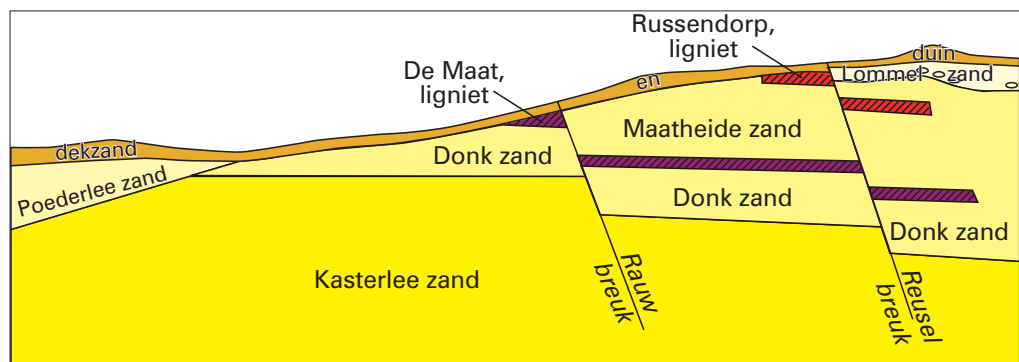 Russendorp,
ligniet
De Maat,
ligniet
duin
en
Lommel zand
dekzand
Maatheide zand
Donk zand
Poederlee zand
Donk zand
Donk zand
Kasterlee zand
Rauw
breuk
Reusel
breuk